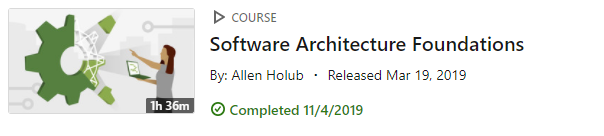 COURSE
Software Architecture Foundations
By: Allen Holub · Released Mar 19, 2019
1h 36m
Completed 11/4/2019